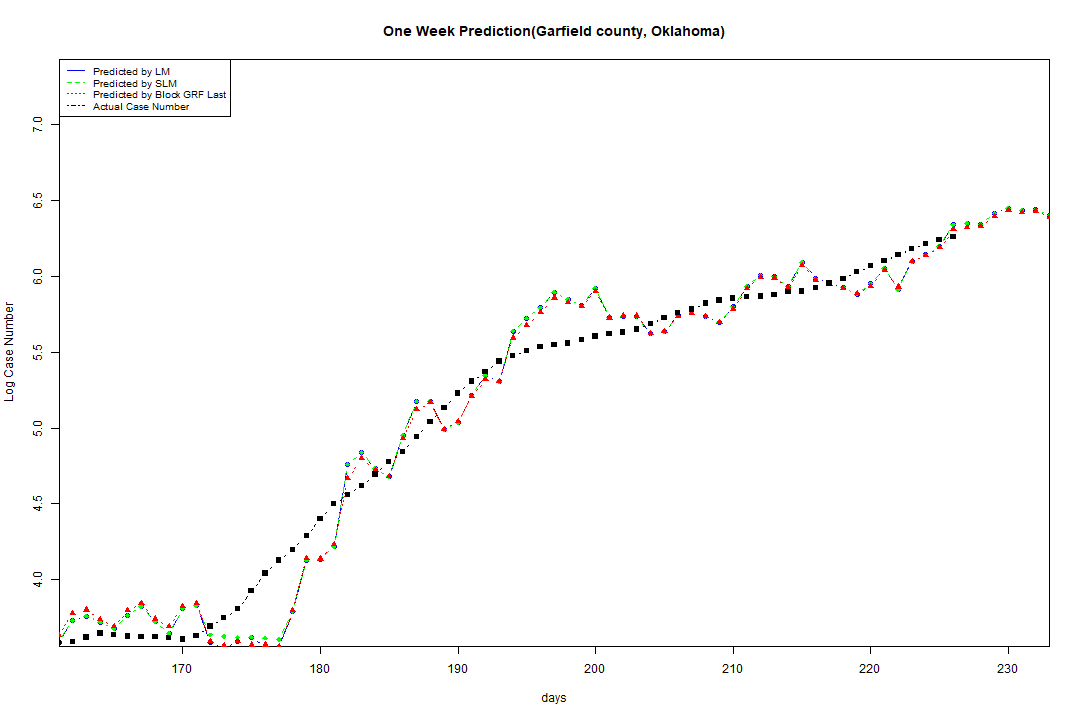 One Week Prediction(Garfield county, Oklahoma)
Predicted by LM
Predicted by SLM
Predicted by Block GRF Last
Actual Case Number
7.0
6.5
6.0
5.5
5.0
4.5
4.0
Log Case Number
170 180 190 200 210 220 230
days